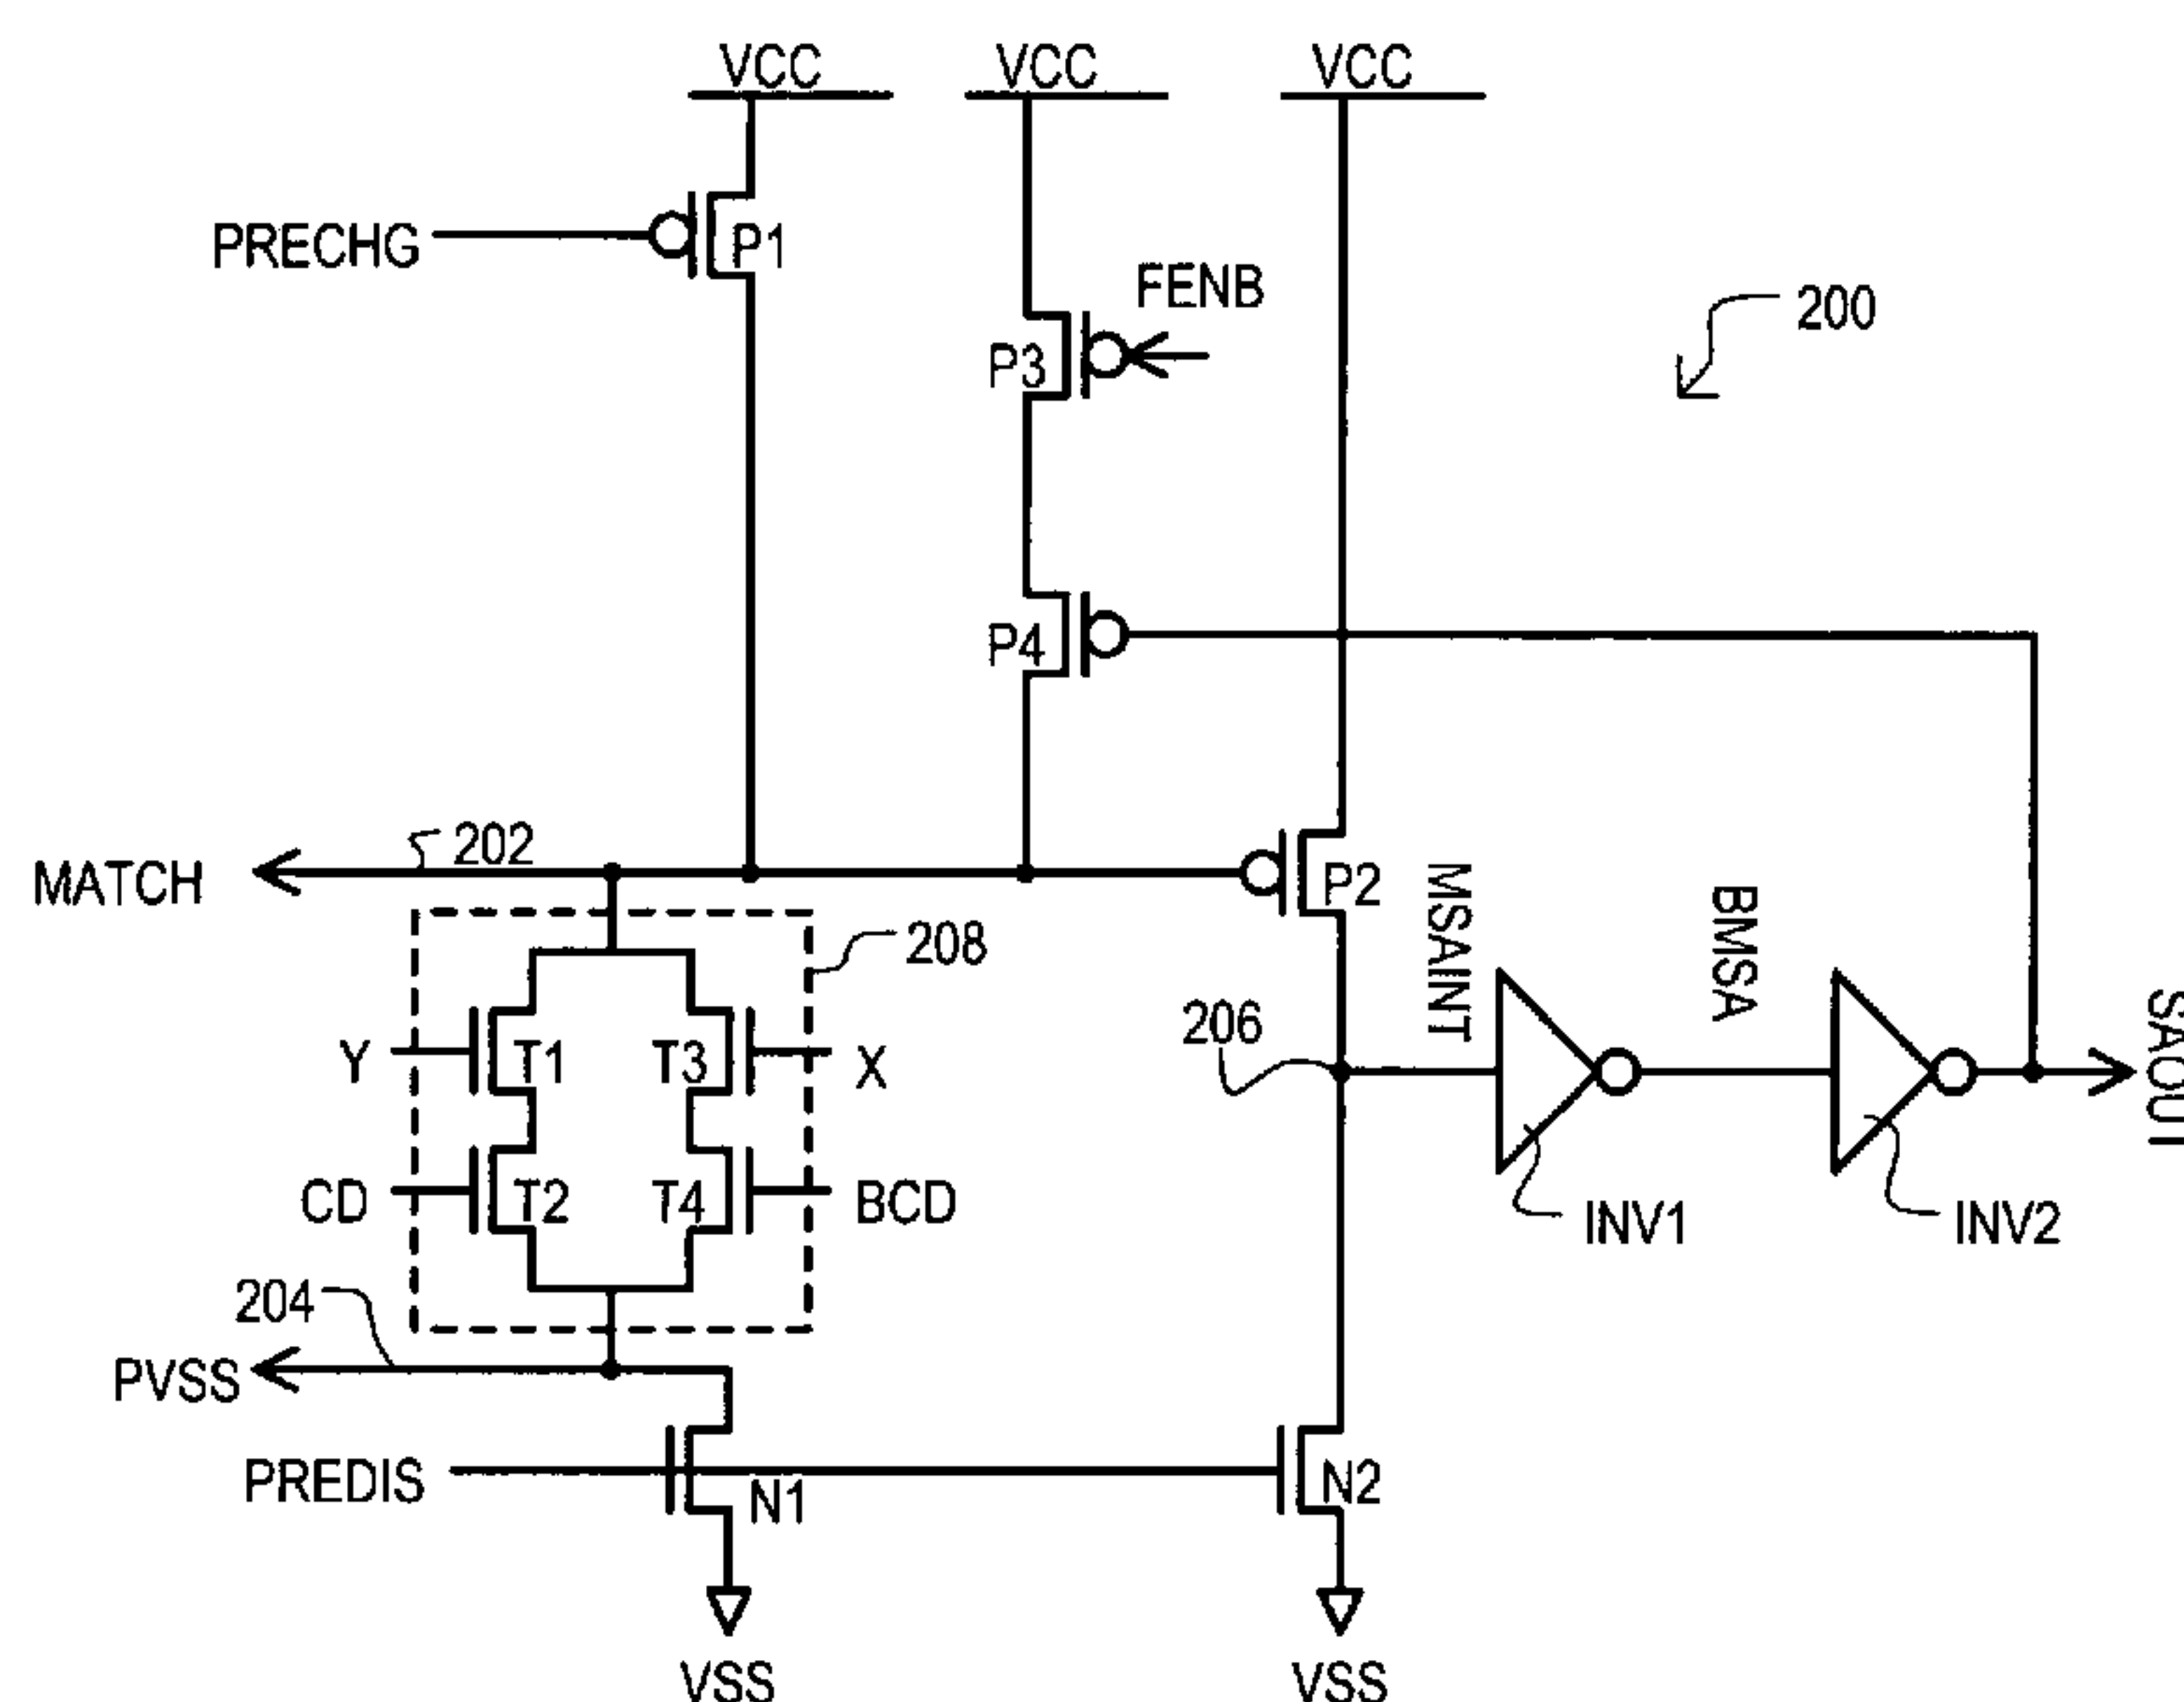 VCC VCC VCC
PRECHG P1
FENB
P3
200
P4
202
MATCH
P2
MSAINT
BMSA
208
206
Y T1 T3 X
SAOUT
CD T2 T4 BCD
INV1 INV2
204
PVSS
PREDIS N1 N2
VSS VSS